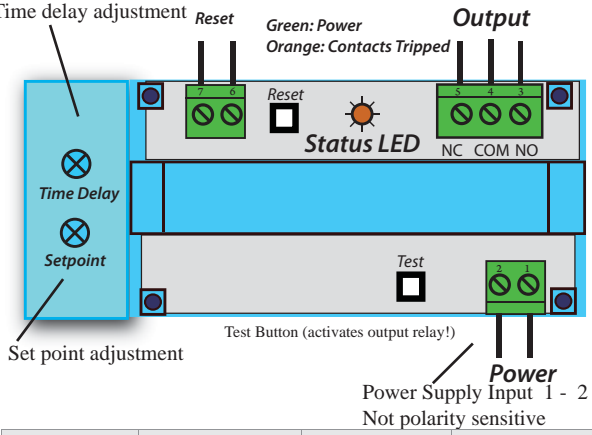 Time delay adjustment
Reset
Green: Power
Orange: Contacts Tripped
Output
7 6
5 4 3
Reset
Status LED
NC COM NO
Time Delay
Setpoint
Test
2 1
Test Button (activates output relay!)
Set point adjustment
Power
Power Supply Input 1 - 2
Not polarity sensitive